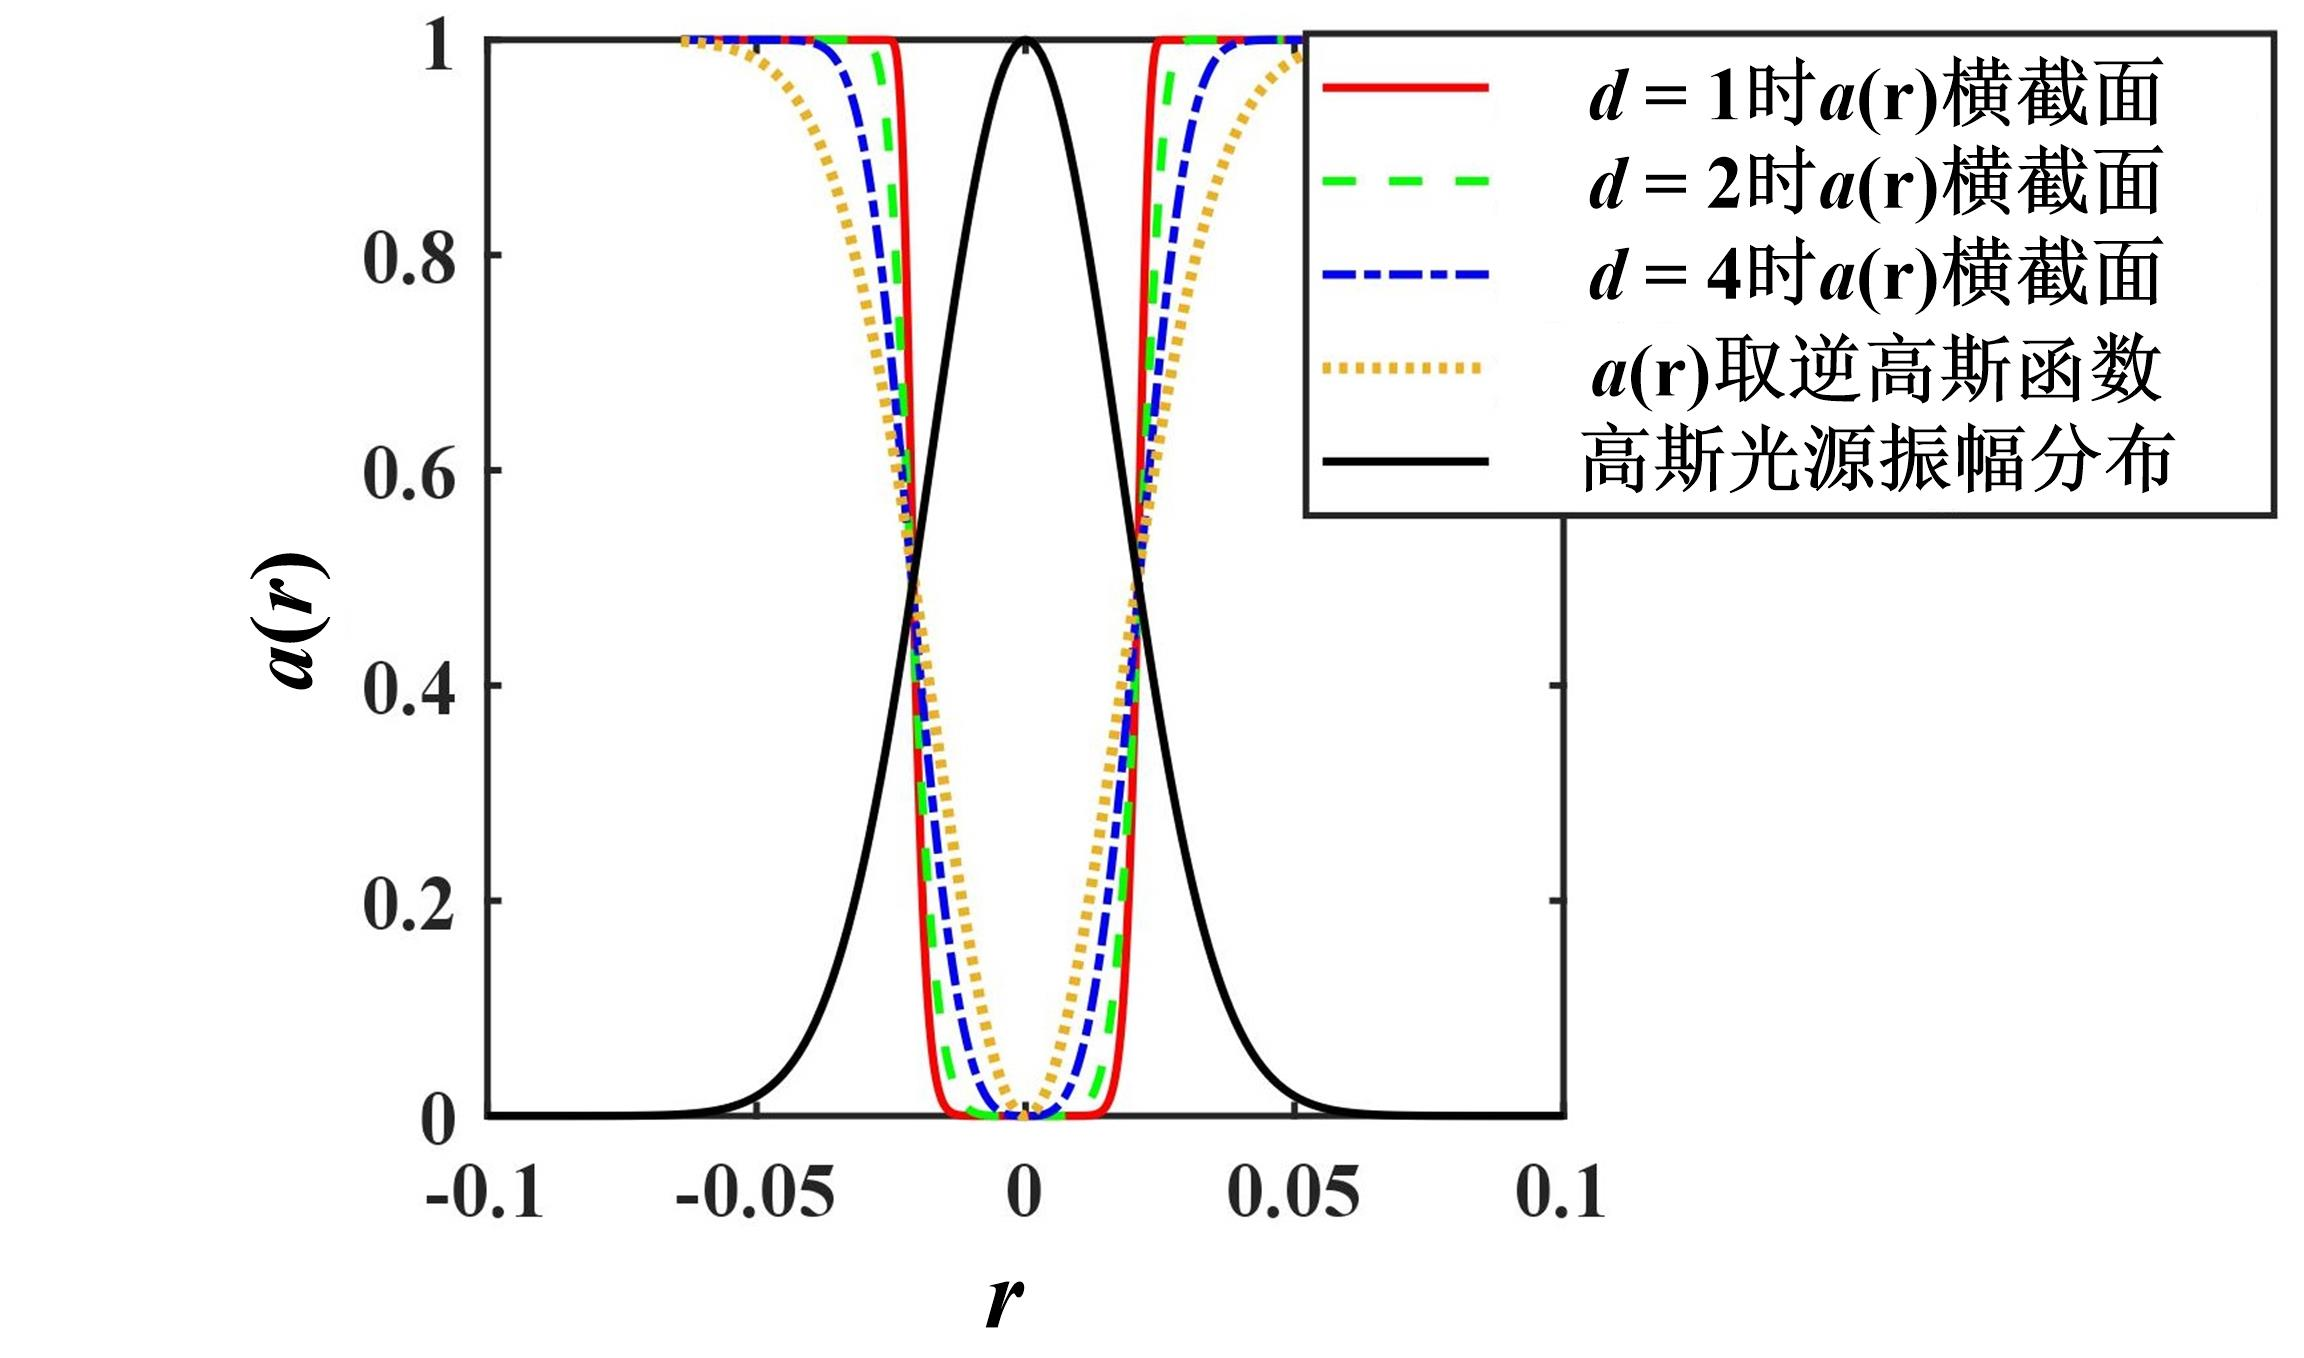 1
0.8
0.6
0.4
0.2
0
-0.1 -0.05 0 0.05 0.1
a(r)
r
d = 1时a(r)横截面
d = 2时a(r)横截面
d = 4时a(r)横截面
a(r)取逆高斯函数
高斯光源振幅分布